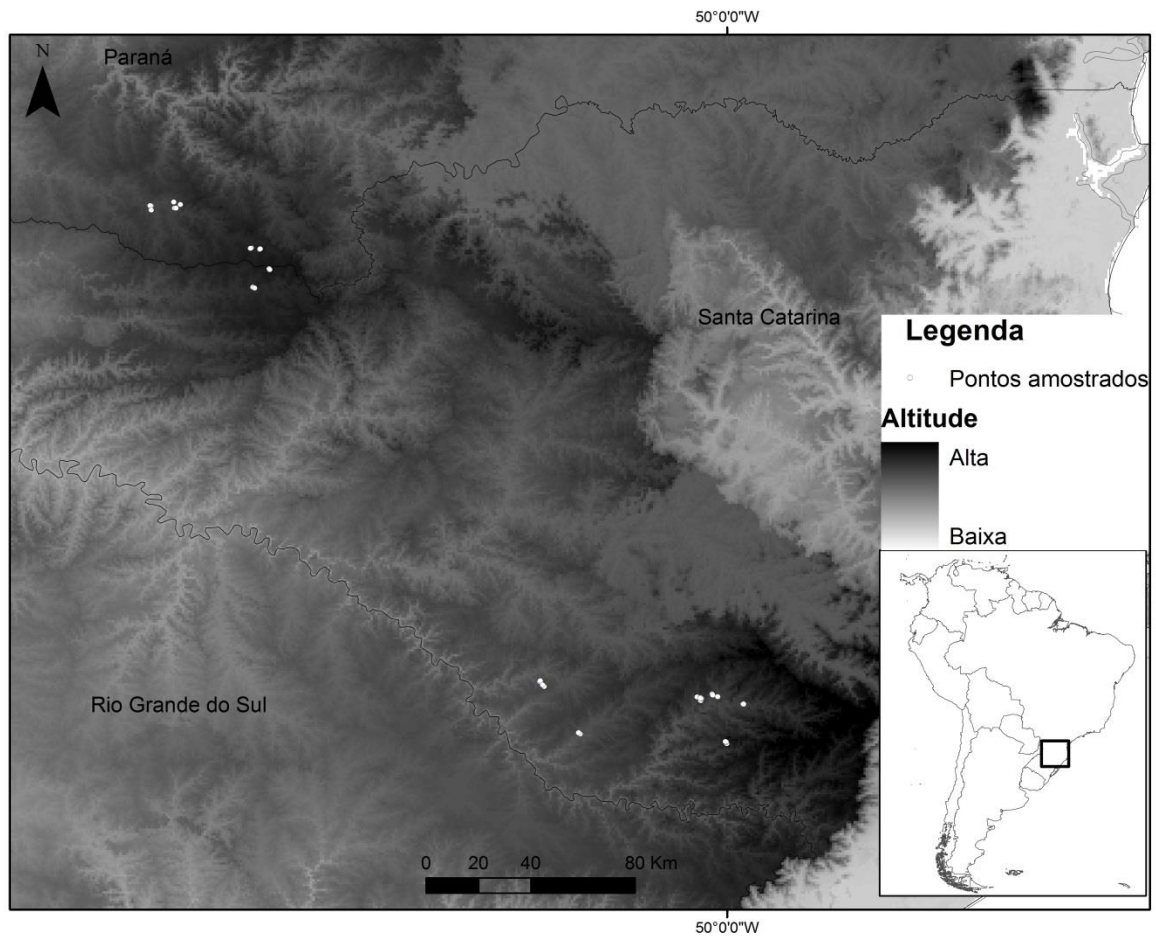 50°0'0"W
Paraná
N
Santa Catarina
Legenda
Pontos amostrados
Altitude
Alta
Baixa
Rio Grande do Sul
0 20 40 80 Km
50°0'0"W